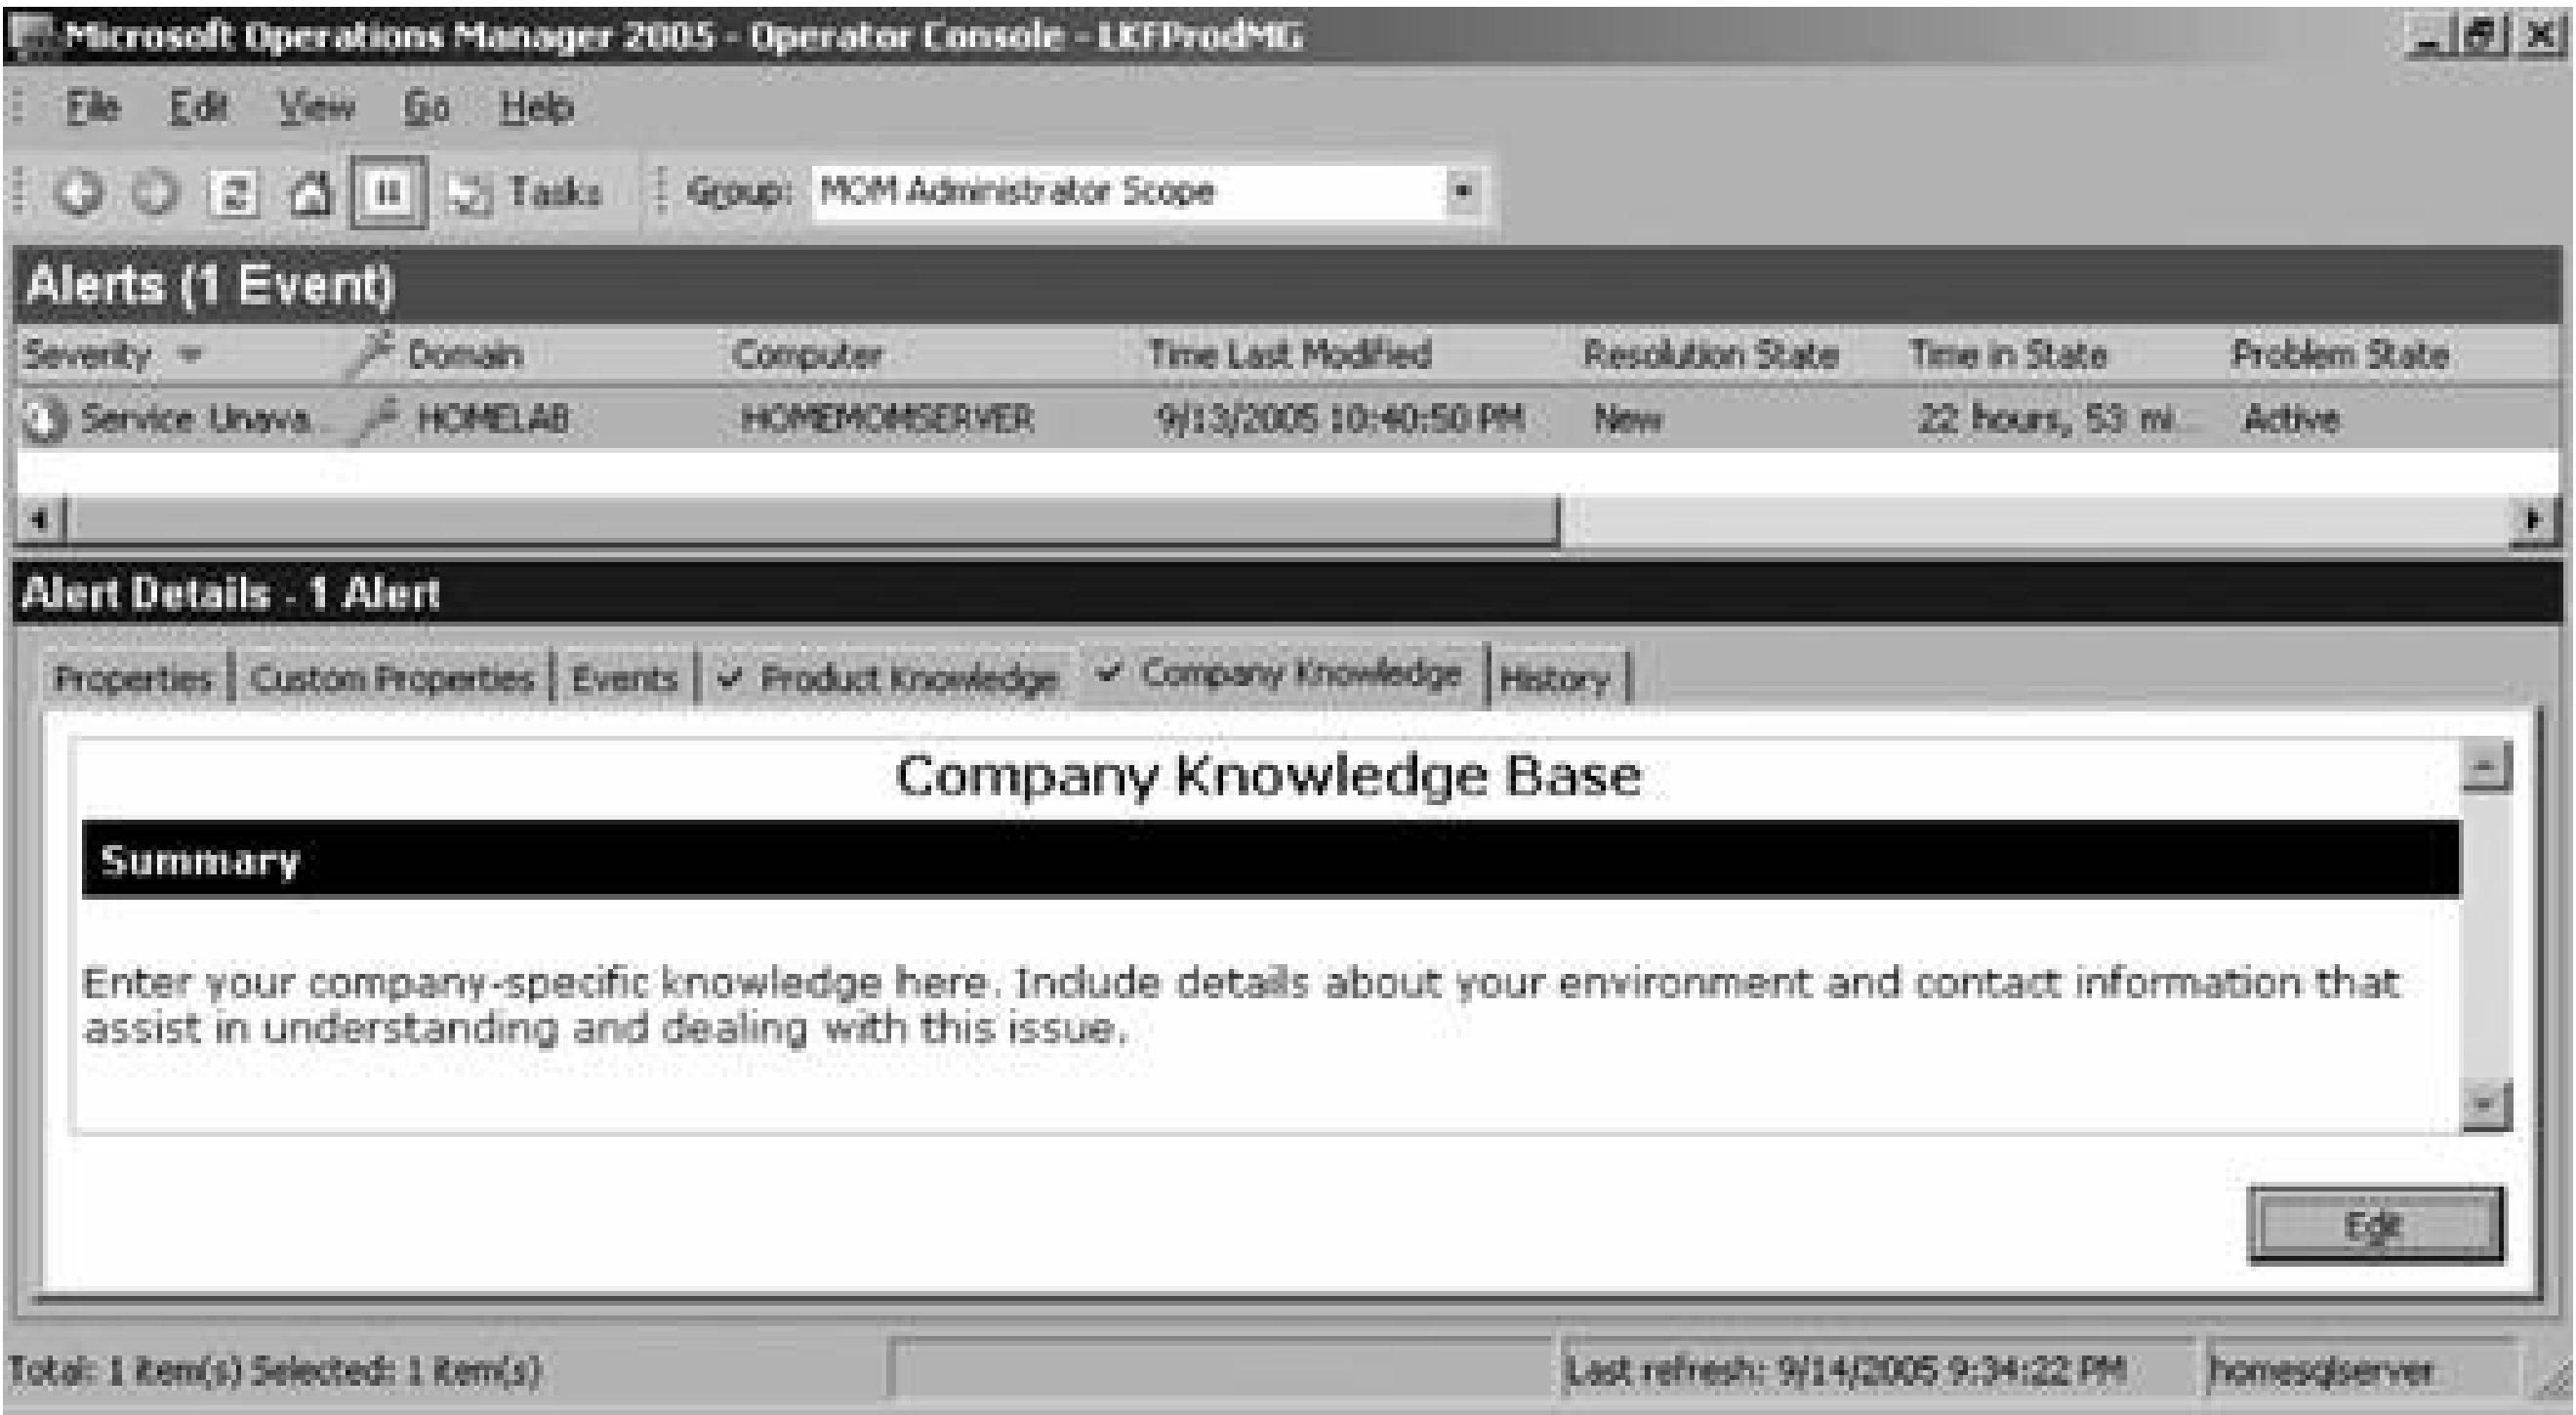 Microsoft Operations Manager 2005 - Operator Console - LKFProdMG
File Edit View Go Help
Tasks Group: MOM Administrator Scope
Alerts (1 Event)
Severity Domain Computer Time Last Modified Resolution State Time in State Problem State
Service Unava... HOMELAB HOMEMOMSERVER 9/13/2005 10:40:50 PM New 22 hours, 53 mi... Active
Alert Details - 1 Alert
Properties Custom Properties Events Product Knowledge Company Knowledge History
Company Knowledge Base
Summary
Enter your company-specific knowledge here. Include details about your environment and contact information that
assist in understanding and dealing with this issue.
Edit
Total: 1 item(s) Selected: 1 item(s) Last refresh: 9/14/2005 9:34:22 PM homesqlserver